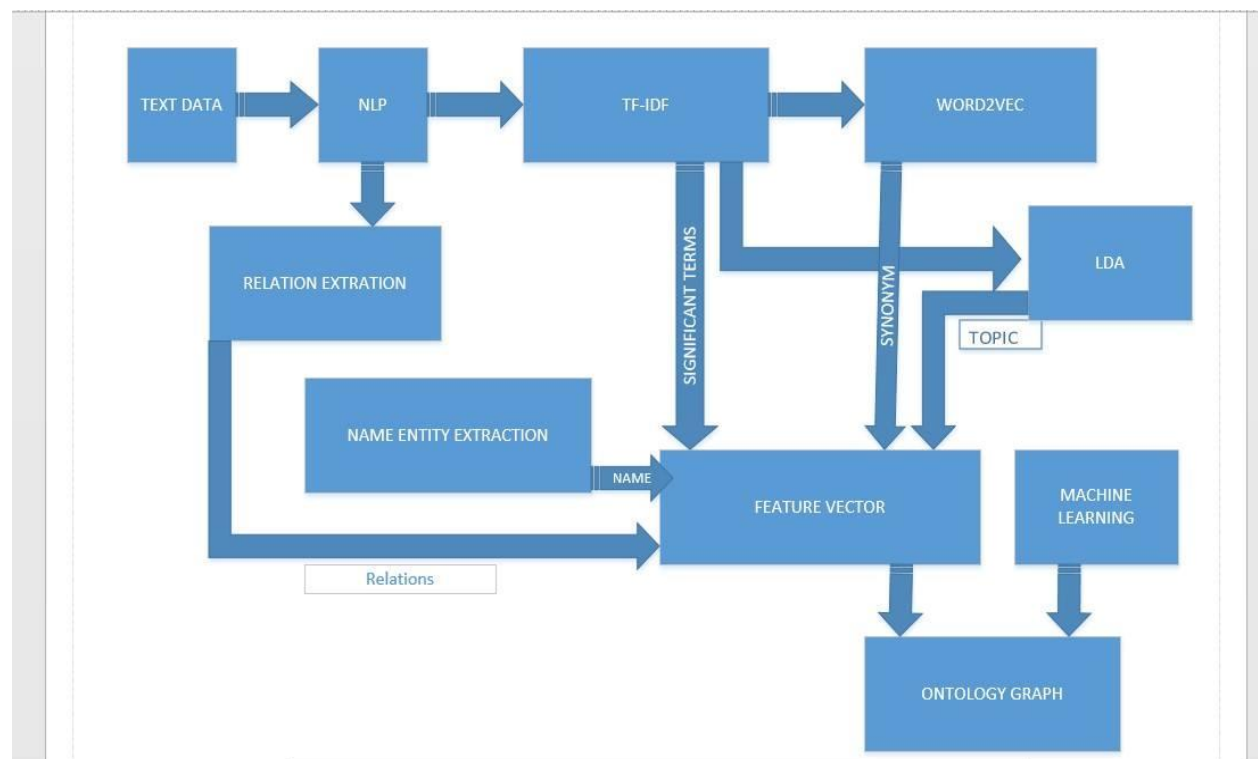 TEXT DATA
NLP
TF-IDF
WORD2VEC
RELATION EXTRATION
SIGNIFICANT TERMS
SYNONYM
LDA
TOPIC
NAME ENTITY EXTRACTION
NAME
FEATURE VECTOR
MACHINE
LEARNING
Relations
ONTOLOGY GRAPH